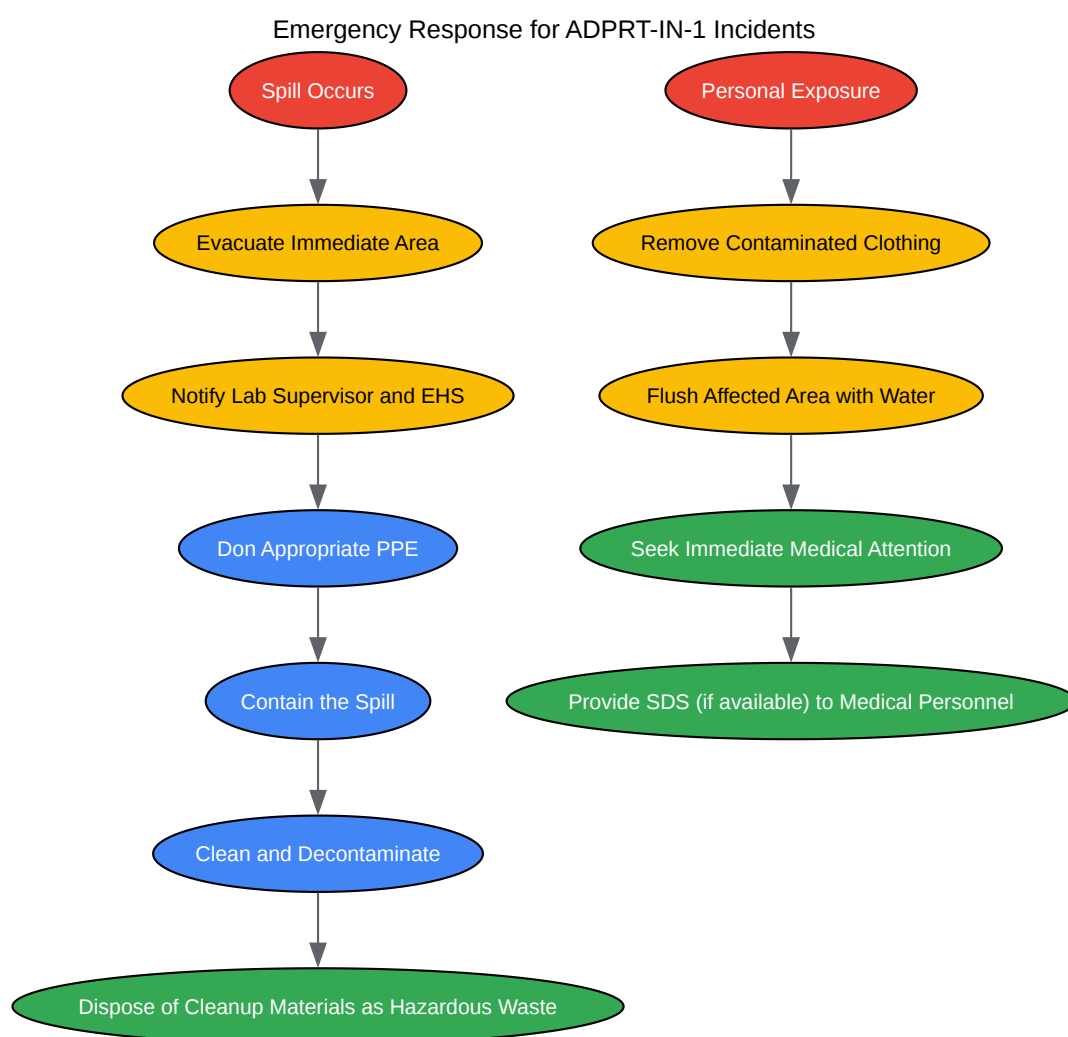 Emergency Response for ADPRT-IN-1 Incidents
Spill Occurs
Evacuate Immediate Area
Notify Lab Supervisor and EHS
Don Appropriate PPE
Contain the Spill
Clean and Decontaminate
Dispose of Cleanup Materials as Hazardous Waste
Personal Exposure
Remove Contaminated Clothing
Flush Affected Area with Water
Seek Immediate Medical Attention
Provide SDS (if available) to Medical Personnel